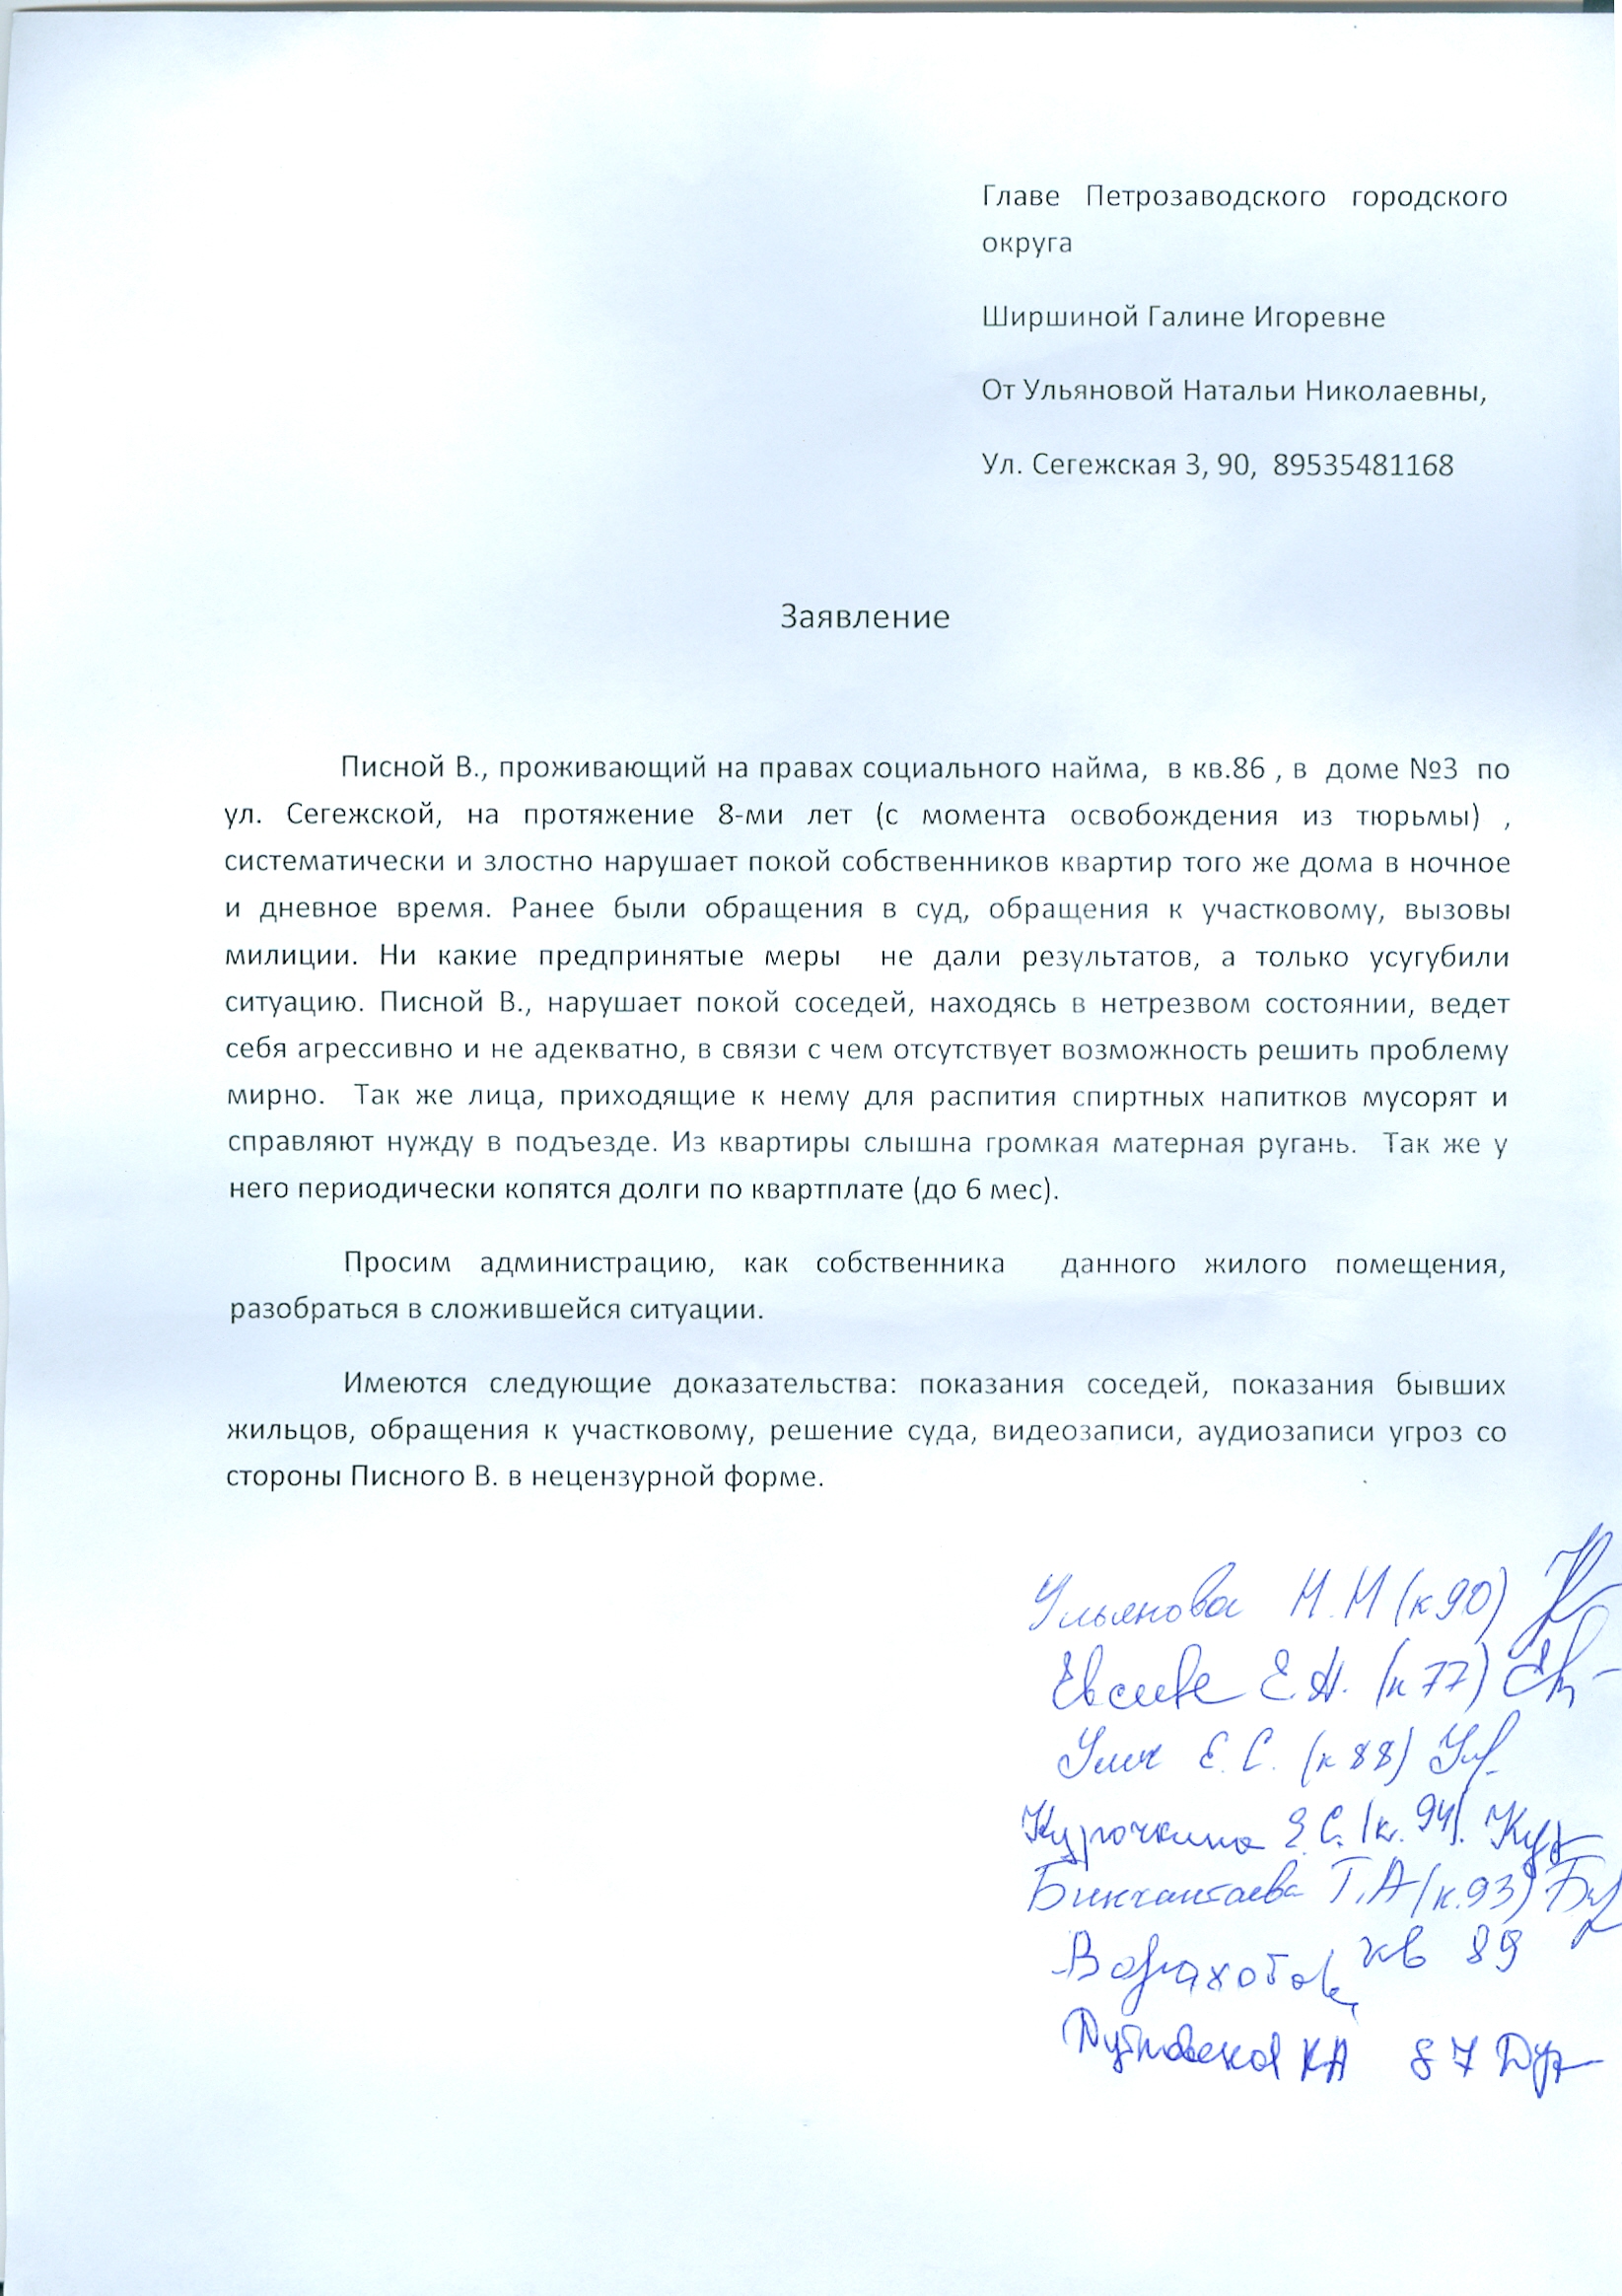 Главе Петрозаводского городского
округа
Ширшиной Галине Игоревне
От Ульяновой Натальи Николаевны,
Ул. Сегежская 3, 90, 89535481168
Заявление
Писной В., проживающий на правах социального найма, в кв.86 , в доме №3 по
ул. Сегежской, на протяжение 8-ми лет (с момента освобождения из тюрьмы) ,
систематически и злостно нарушает покой собственников квартир того же дома в ночное
и дневное время. Ранее были обращения в суд, обращения к участковому, вызовы
милиции. Ни какие предпринятые меры не дали результатов, а только усугубили
ситуацию. Писной В., нарушает покой соседей, находясь в нетрезвом состоянии, ведет
себя агрессивно и не адекватно, в связи с чем отсутствует возможность решить проблему
мирно. Так же лица, приходящие к нему для распития спиртных напитков мусорят и
справляют нужду в подъезде. Из квартиры слышна громкая матерная ругань. Так же у
него периодически копятся долги по квартплате (до 6 мес).
Просим администрацию, как собственника данного жилого помещения,
разобраться в сложившейся ситуации.
Имеются следующие доказательства: показания соседей, показания бывших
жильцов, обращения к участковому, решение суда, видеозаписи, аудиозаписи угроз со
стороны Писного В. в нецензурной форме.
Ульянова Н.Н (к 90)
Е.А. (к 77)
Е.С. (к 88)
Курочкина Е.С. (к. 94).
Т.А (к.93)
кв 89
КА 87